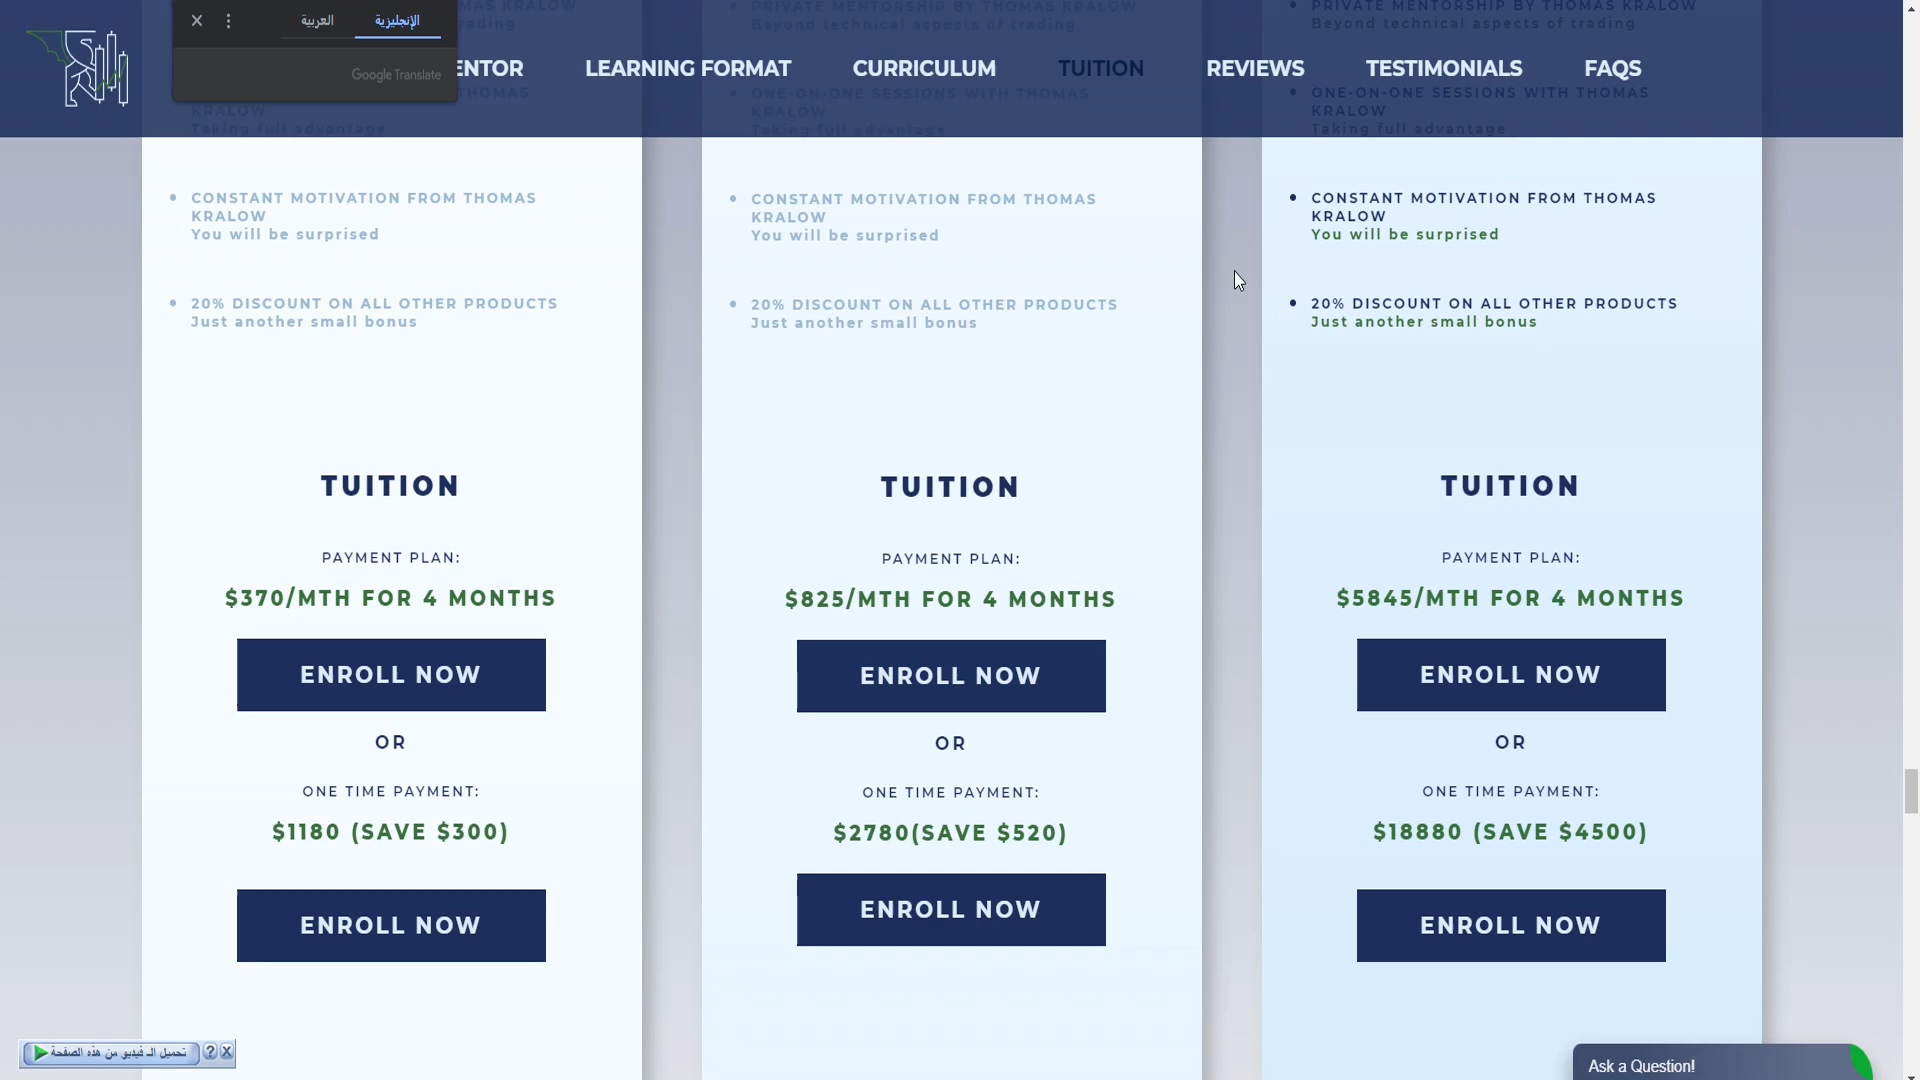 العربية
الإنجليزية
Google Translate
ENTOR
LEARNING FORMAT
CURRICULUM
TUITION
REVIEWS
TESTIMONIALS
FAQS
KRALOW
Taking full advantage
PRIVATE MENTORSHIP BY THOMAS KRALOW
Beyond technical aspects of trading
ONE-ON-ONE SESSIONS WITH THOMAS
KRALOW
Taking full advantage
PRIVATE MENTORSHIP BY THOMAS KRALOW
Beyond technical aspects of trading
ONE-ON-ONE SESSIONS WITH THOMAS
KRALOW
Taking full advantage
• CONSTANT MOTIVATION FROM THOMAS
KRALOW
You will be surprised
• 20% DISCOUNT ON ALL OTHER PRODUCTS
Just another small bonus
TUITION
PAYMENT PLAN:
$370/MTH FOR 4 MONTHS
ENROLL NOW
OR
ONE TIME PAYMENT:
$1180 (SAVE $300)
ENROLL NOW
• CONSTANT MOTIVATION FROM THOMAS
KRALOW
You will be surprised
• 20% DISCOUNT ON ALL OTHER PRODUCTS
Just another small bonus
TUITION
PAYMENT PLAN:
$825/MTH FOR 4 MONTHS
ENROLL NOW
OR
ONE TIME PAYMENT:
$2780(SAVE $520)
ENROLL NOW
• CONSTANT MOTIVATION FROM THOMAS
KRALOW
You will be surprised
• 20% DISCOUNT ON ALL OTHER PRODUCTS
Just another small bonus
TUITION
PAYMENT PLAN:
$5845/MTH FOR 4 MONTHS
ENROLL NOW
OR
ONE TIME PAYMENT:
$18880 (SAVE $4500)
ENROLL NOW
تحميل الـ فيديو من هذه الصفحة
? X
Ask a Question!